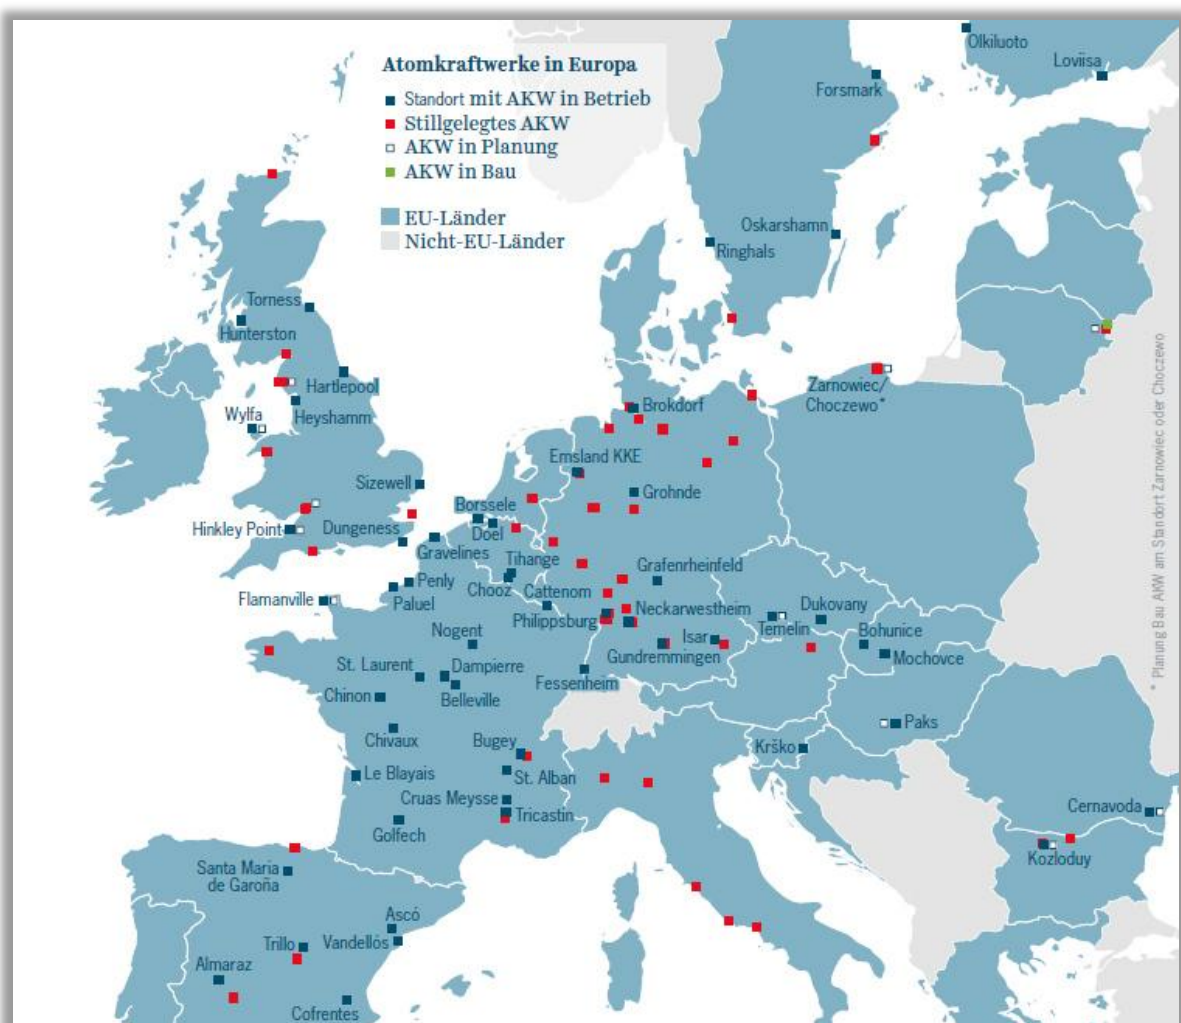 Atomkraftwerke in Europa
Standort mit AKW in Betrieb
Stillgelegtes AKW
AKW in Planung
AKW in Bau
EU-Länder
Nicht-EU-Länder
Olkiluoto
Loviisa
Forsmark
Oskarshamn
Ringhals
Torness
Hunterston
Hartlepool
Heyshamm
Wylfa
Zarnowiec/
Choczewo*
Brokdorf
Emsland KKE
Grohnde
Sizewell
Borssele
Doel
Hinkley Point
Dungeness
Gravelines
Tihange
Chooz
Cattenom
Grafenrheinfeld
Penly
Paluel
Flamanville
Philippsburg
Neckarwestheim
Dukovany
Temelin
Bohunice
Mochovce
Nogent
Isar
Gundremmingen
St. Laurent
Dampierre
Belleville
Fessenheim
Chinon
Chivaux
Bugey
Krško
Paks
Le Blayais
St. Alban
Cruas Meysse
Tricastin
Golfech
Cernavoda
Kozloduy
Santa Maria
de Garoña
Ascó
Trillo
Vandellós
Almaraz
Cofrentes
* Planung Bau AKW am Standort Zarnowiec oder Choczewo